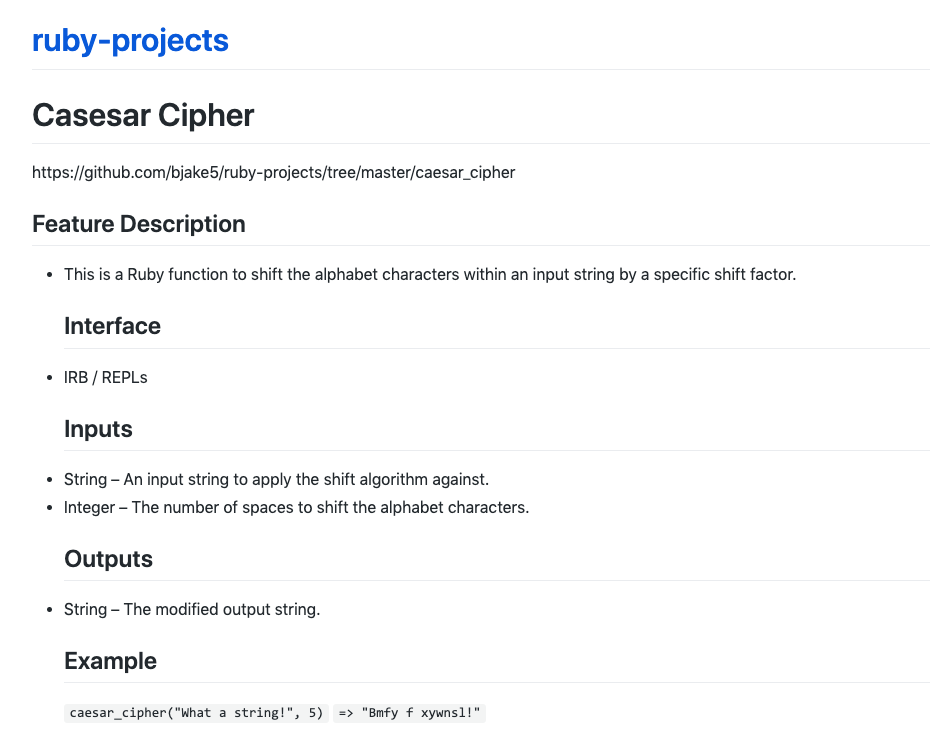 ruby-projects
Casesar Cipher
https://github.com/bjake5/ruby-projects/tree/master/caesar_cipher
Feature Description
• This is a Ruby function to shift the alphabet characters within an input string by a specific shift factor.
Interface
• IRB / REPLs
Inputs
• String – An input string to apply the shift algorithm against.
• Integer – The number of spaces to shift the alphabet characters.
Outputs
• String – The modified output string.
Example
caesar_cipher("What a string!", 5) => "Bmfy f xywnsl!"